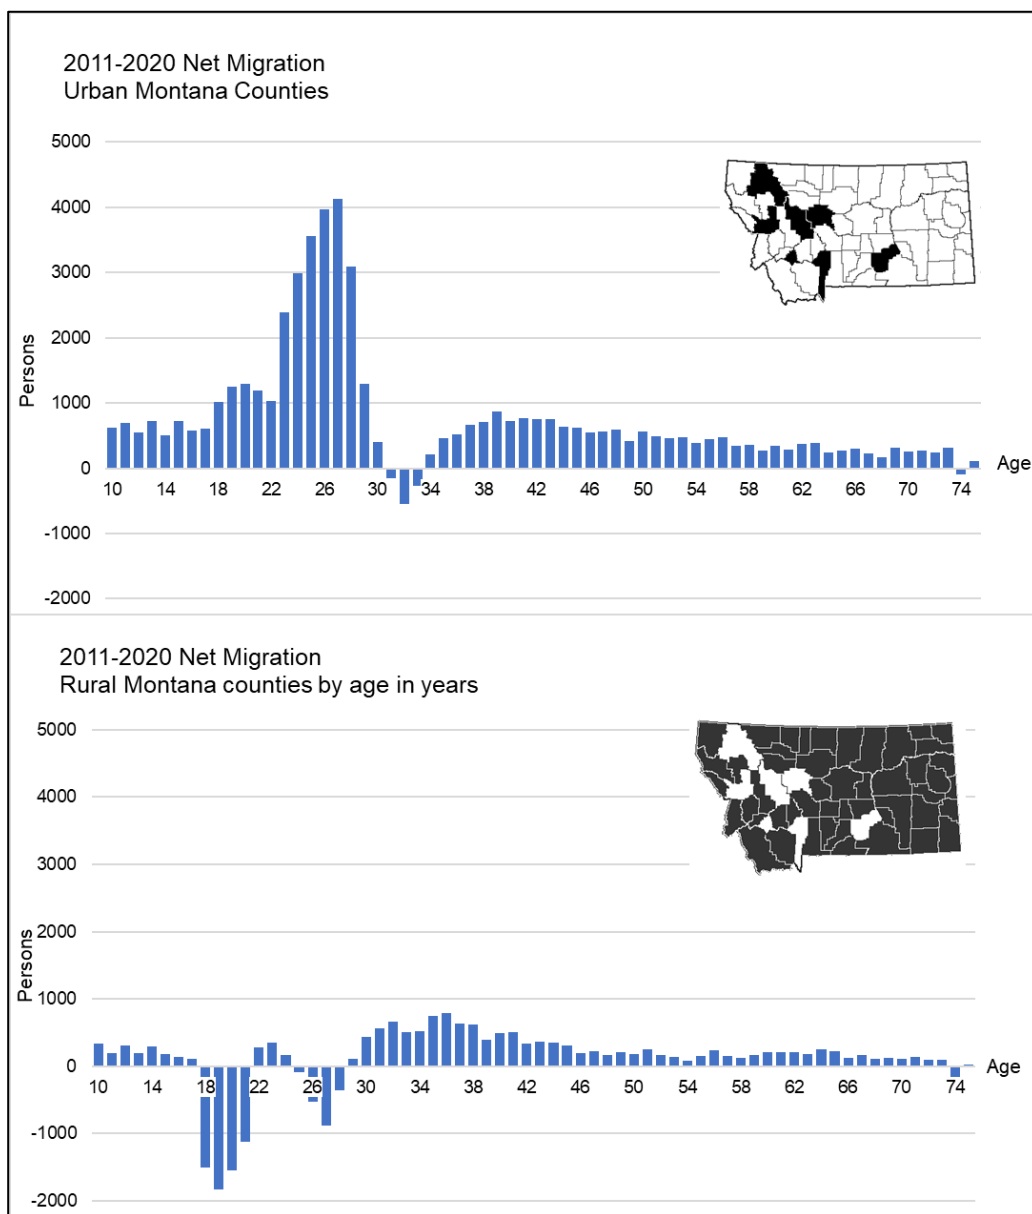 2011-2020 Net Migration
Urban Montana Counties
5000
4000
3000
2000
1000
0
-1000
-2000
Persons
Age
10 14 18 22 26 30 34 38 42 46 50 54 58 62 66 70 74
2011-2020 Net Migration
Rural Montana counties by age in years
5000
4000
3000
2000
1000
0
-1000
-2000
Persons
Age
10 14 18 22 26 30 34 38 42 46 50 54 58 62 66 70 74